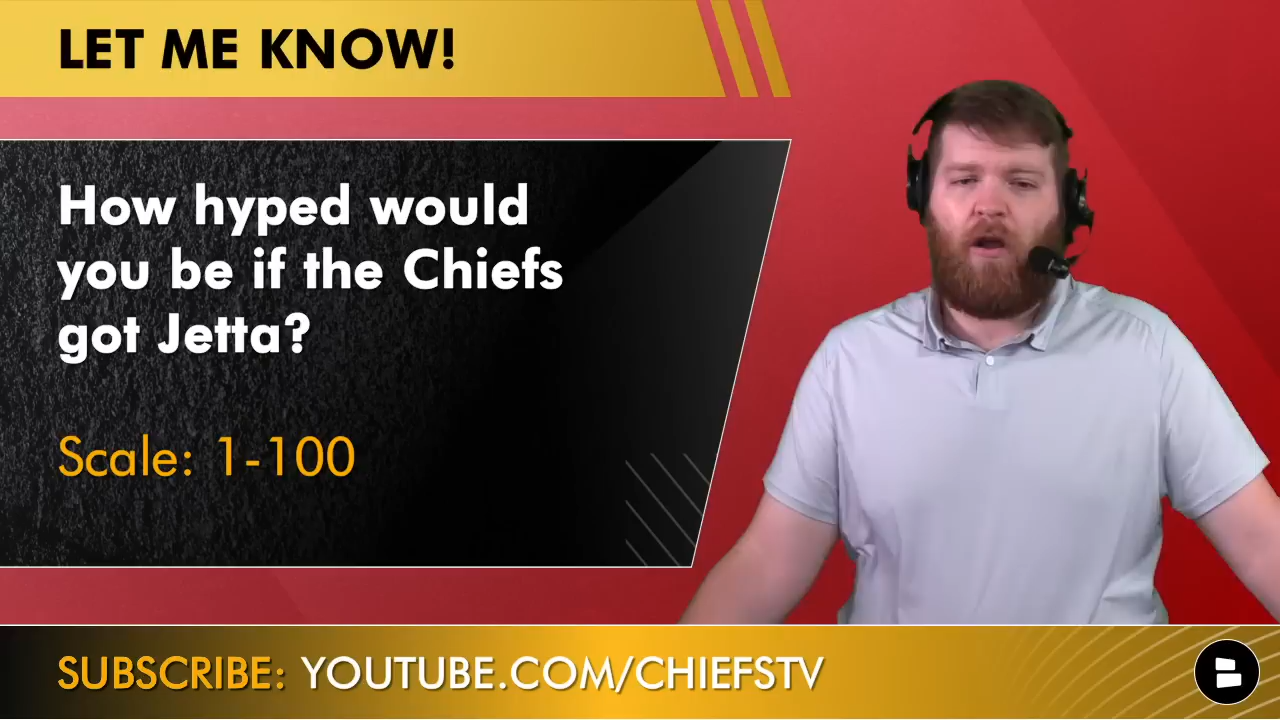 LET ME KNOW!
How hyped would
you be if the Chiefs
got Jetta?
Scale: 1-100
SUBSCRIBE: YOUTUBE.COM/CHIEFSTV